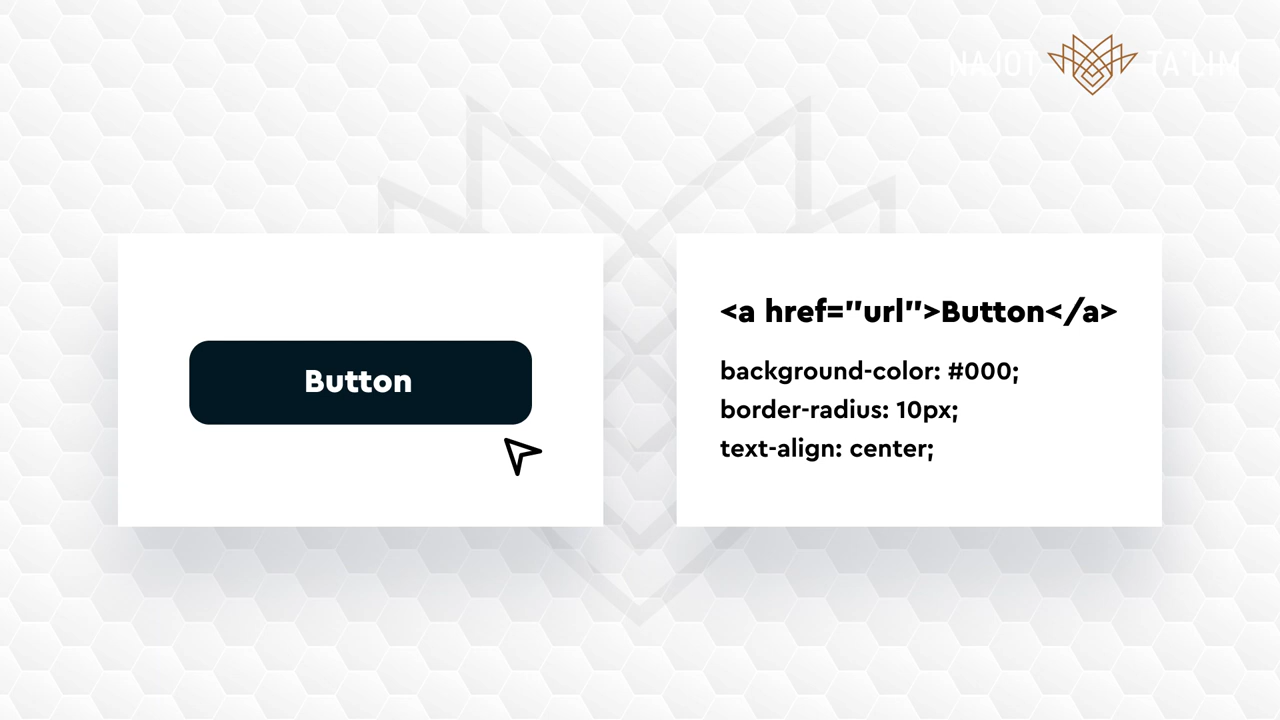 NAJOT TA'LIM
Button
<a href="url">Button</a>
background-color: #000;
border-radius: 10px;
text-align: center;